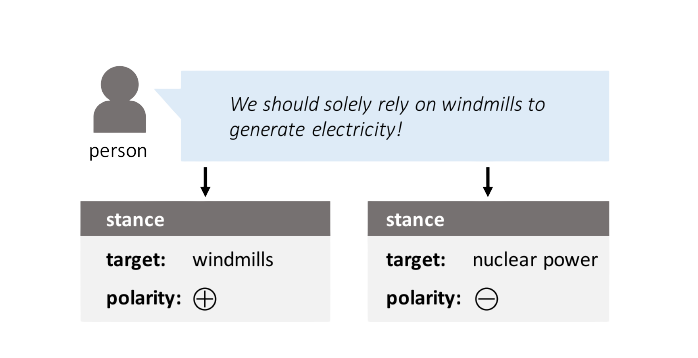 We should solely rely on windmills to
generate electricity!
person
stance
target: windmills
polarity: ⊕
stance
target: nuclear power
polarity: ⊖